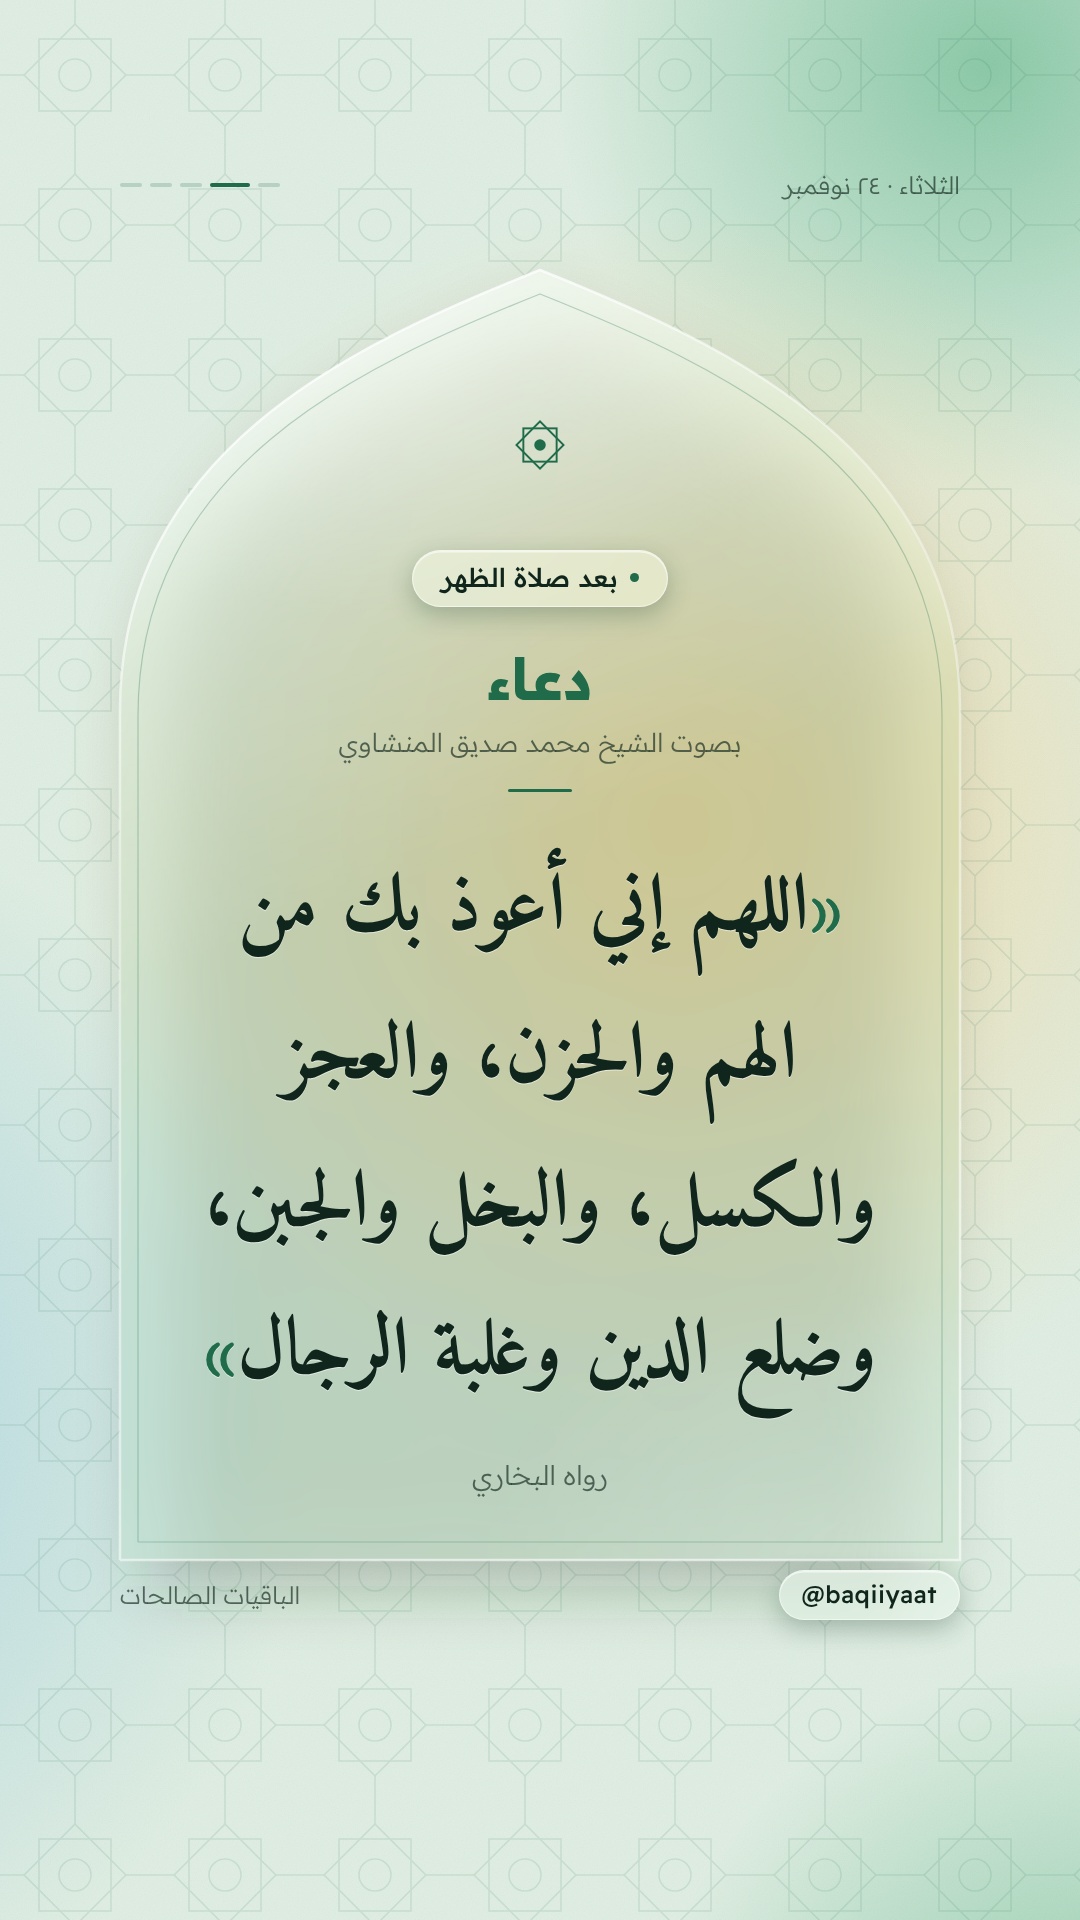 الثلاثاء · ٢٤ نوفمبر
بعد صلاة الظهر
دعاء
بصوت الشيخ محمد صديق المنشاوي
«اللهم إني أعوذ بك من
الهم والحزن، والعجز
والكسل، والبخل والجبن،
وضلع الدين وغلبة الرجال»
رواه البخاري
@baqiiyaat
الباقيات الصالحات